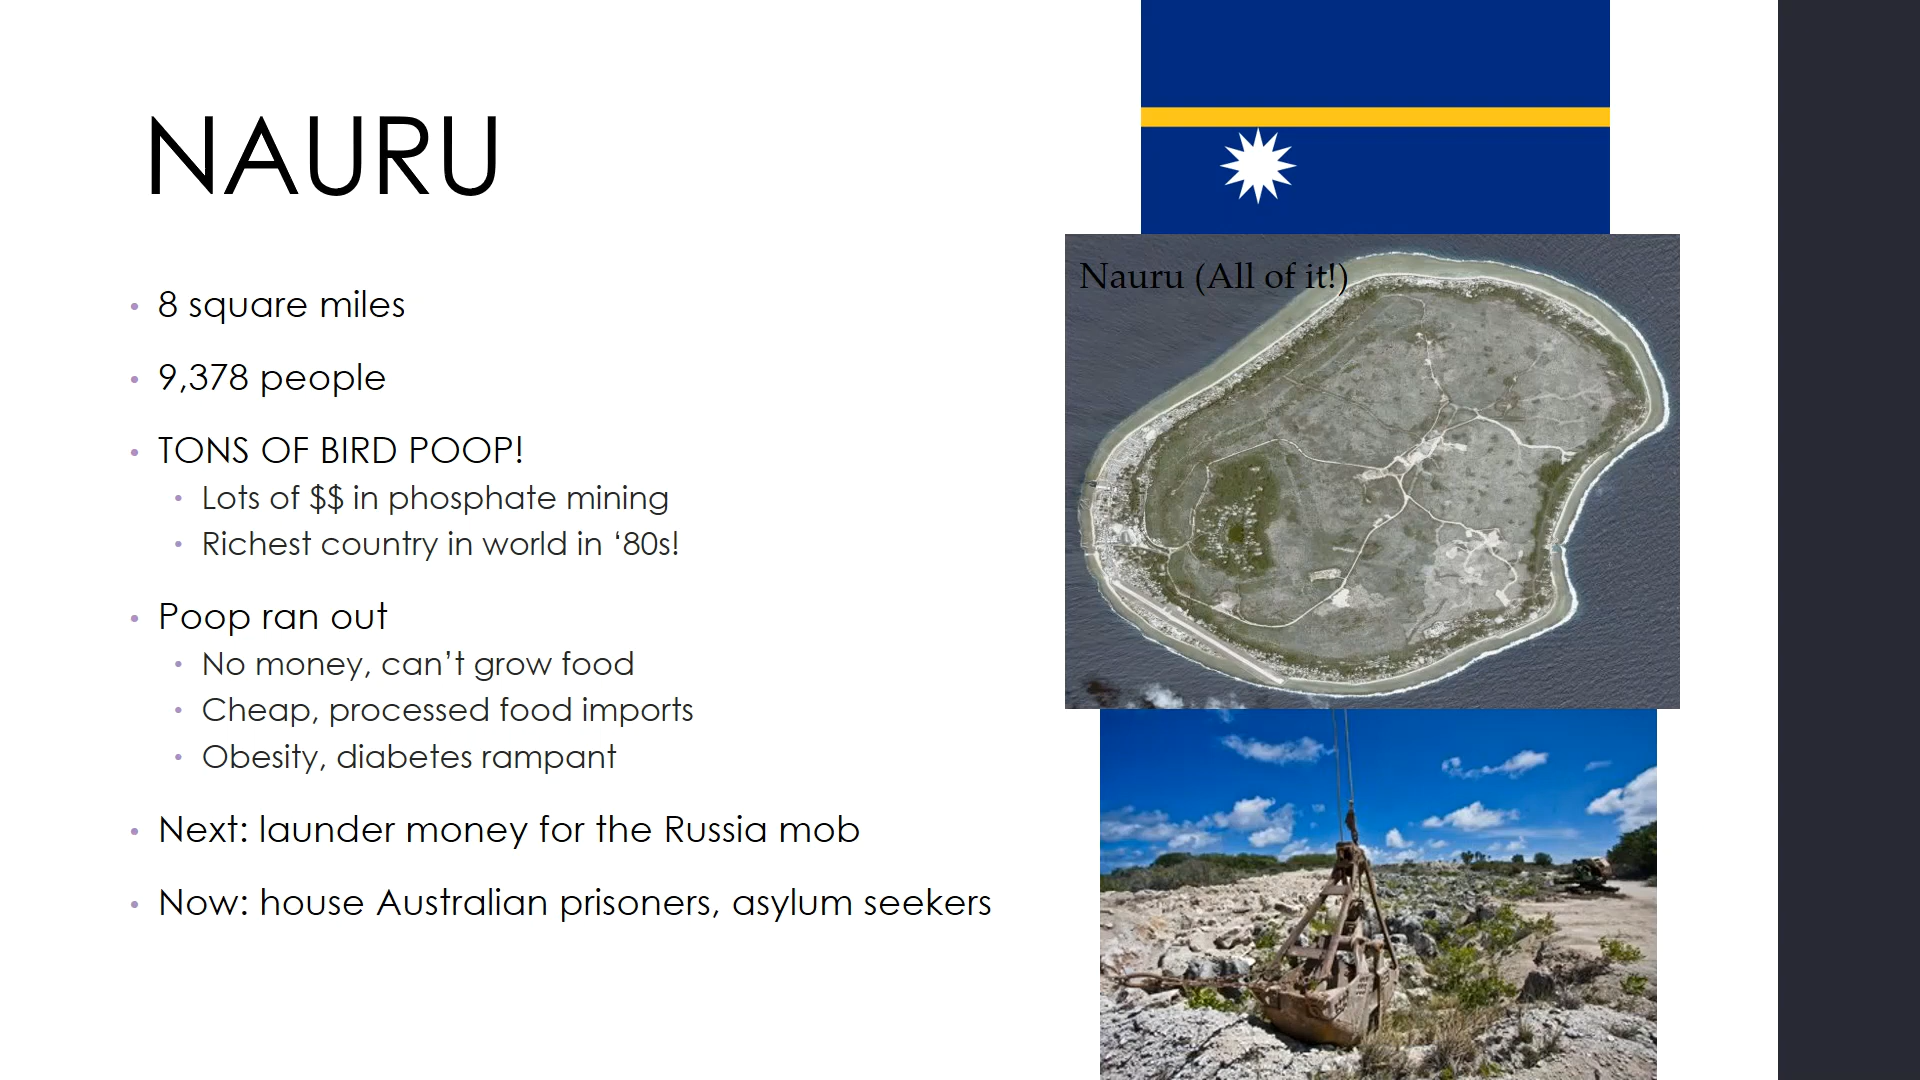 NAURU
• 8 square miles
• 9,378 people
• TONS OF BIRD POOP!
• Lots of $$ in phosphate mining
• Richest country in world in ‘80s!
• Poop ran out
• No money, can’t grow food
• Cheap, processed food imports
• Obesity, diabetes rampant
• Next: launder money for the Russia mob
• Now: house Australian prisoners, asylum seekers
Nauru (All of it!)